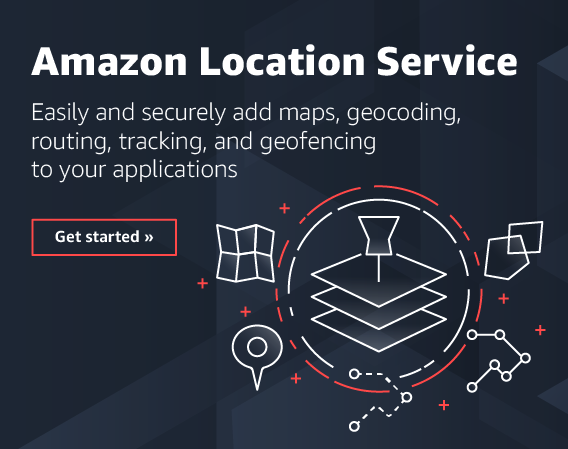 Amazon Location Service
Easily and securely add maps, geocoding,
routing, tracking, and geofencing
to your applications
Get started »